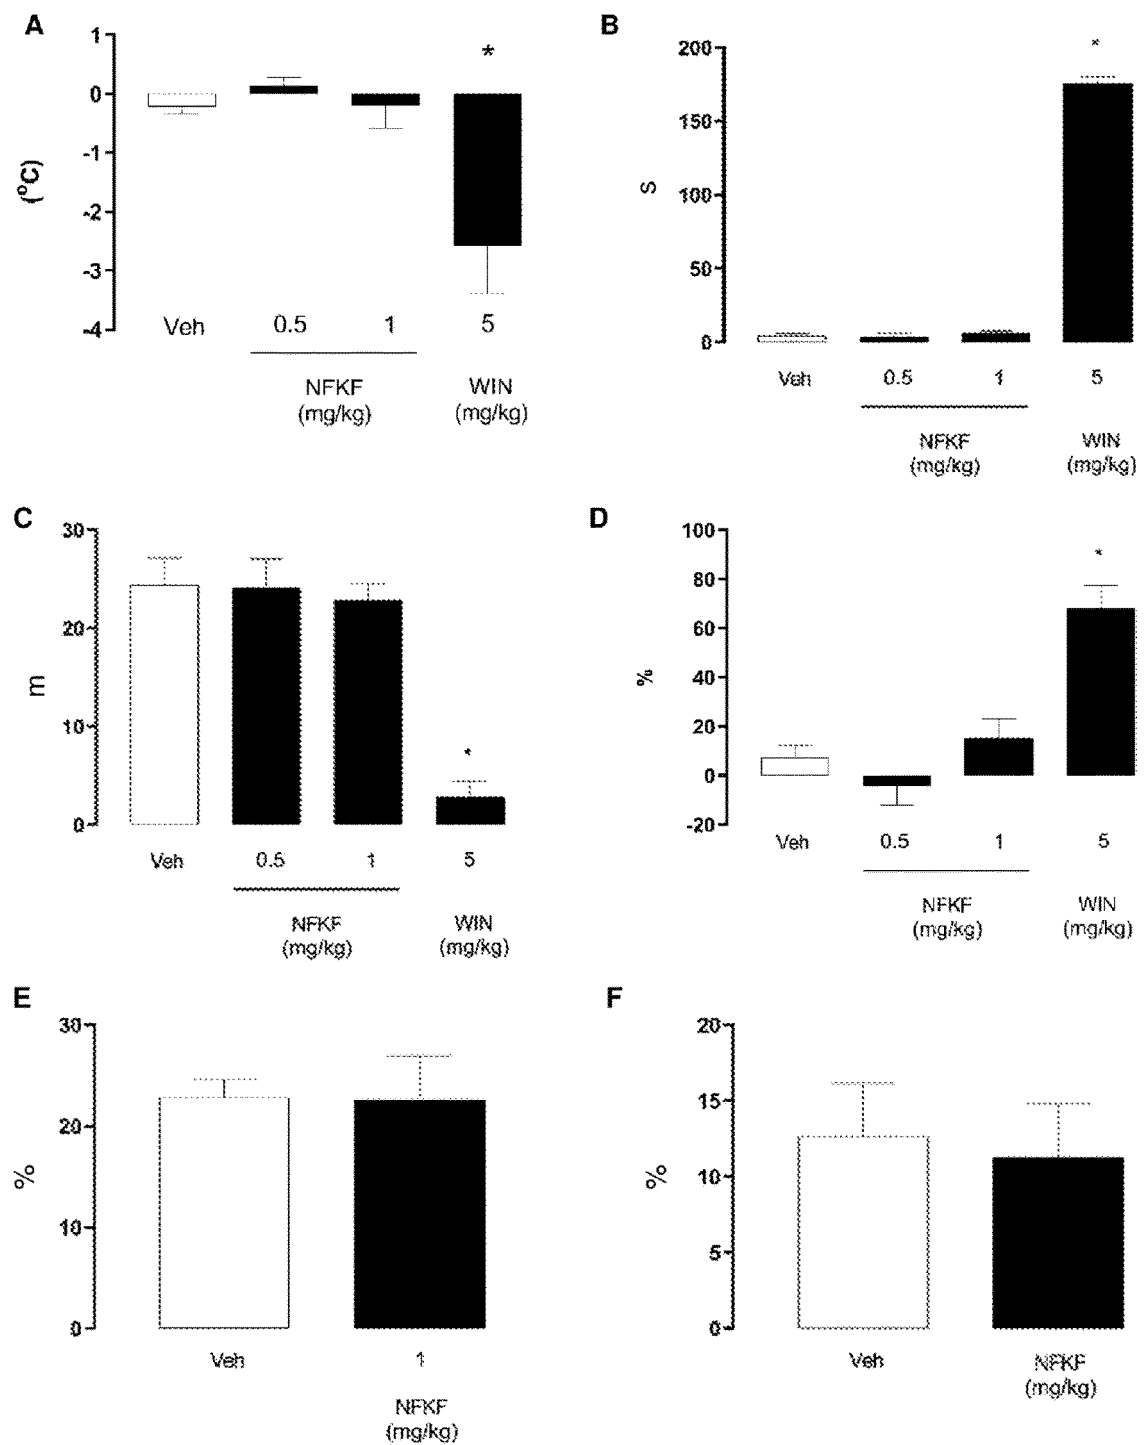 A
1
0
-1
-2
-3
-4
(°C)
*
Veh 0.5 1 5
NFKF WIN
(mg/kg) (mg/kg)
B
200
150
100
50
0
s
*
Veh 0.5 1 5
NFKF WIN
(mg/kg) (mg/kg)
C
30
20
10
0
m
*
Veh 0.5 1 5
NFKF WIN
(mg/kg) (mg/kg)
D
100
80
60
40
20
0
-20
%
*
Veh 0.5 1 5
NFKF WIN
(mg/kg) (mg/kg)
E
30
20
10
0
%
Veh 1
NFKF
(mg/kg)
F
20
15
10
5
0
%
Veh NFKF
(mg/kg)